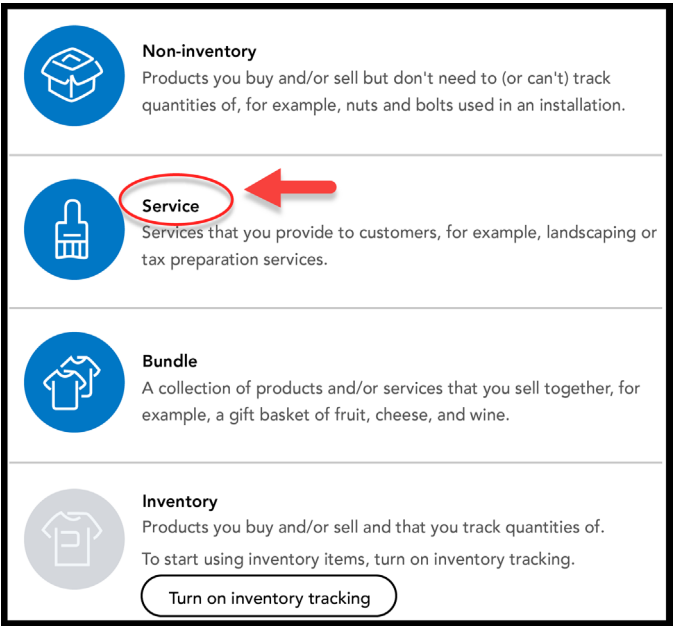 Non-inventory
Products you buy and/or sell but don't need to (or can't) track
quantities of, for example, nuts and bolts used in an installation.
Service
Services that you provide to customers, for example, landscaping or
tax preparation services.
Bundle
A collection of products and/or services that you sell together, for
example, a gift basket of fruit, cheese, and wine.
Inventory
Products you buy and/or sell and that you track quantities of.
To start using inventory items, turn on inventory tracking.
Turn on inventory tracking